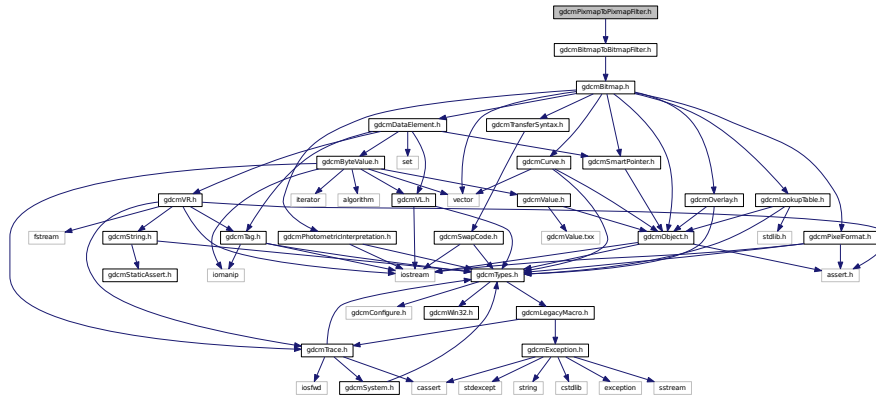 gdcmPixmapToPixmapFilter.h
gdcmBitmapToBitmapFilter.h
gdcmBitmap.h
gdcmDataElement.h
gdcmTransferSyntax.h
gdcmByteValue.h
set
gdcmCurve.h
gdcmSmartPointer.h
gdcmVR.h
iterator
algorithm
gdcmVL.h
vector
gdcmValue.h
gdcmOverlay.h
gdcmLookupTable.h
fstream
gdcmString.h
gdcmTag.h
gdcmPhotometricInterpretation.h
gdcmSwapCode.h
gdcmValue.txx
gdcmObject.h
stdlib.h
gdcmPixelFormat.h
gdcmStaticAssert.h
iomanip
iostream
gdcmTypes.h
assert.h
gdcmConfigure.h
gdcmWin32.h
gdcmLegacyMacro.h
gdcmTrace.h
gdcmException.h
iosfwd
gdcmSystem.h
cassert
stdexcept
string
cstdlib
exception
sstream